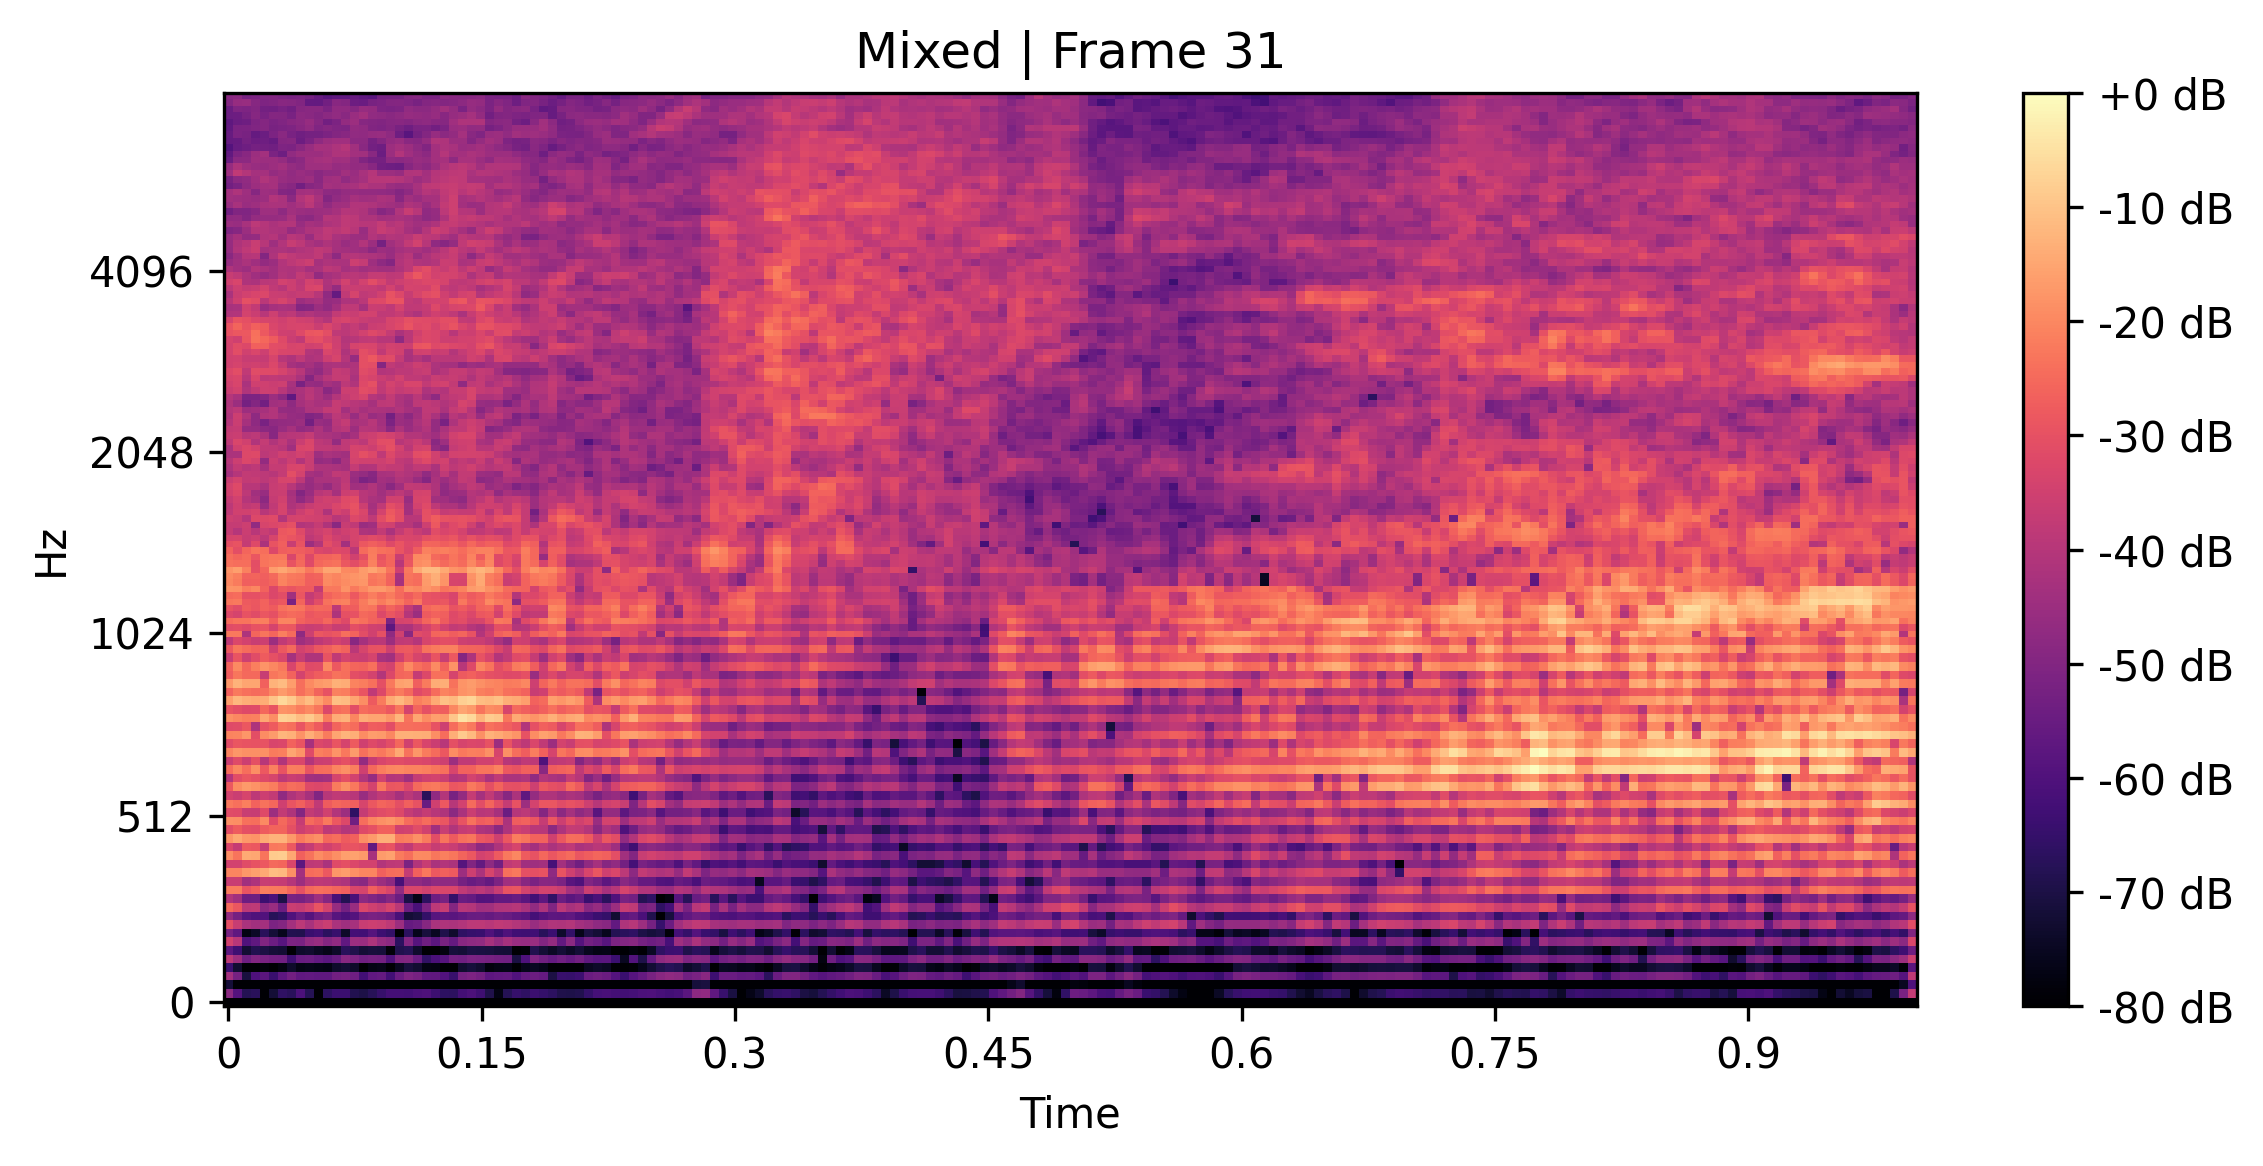 Mixed | Frame 31
+0 dB
-10 dB
-20 dB
-30 dB
-40 dB
-50 dB
-60 dB
-70 dB
-80 dB
Hz
4096
2048
1024
512
0
0 0.15 0.3 0.45 0.6 0.75 0.9
Time